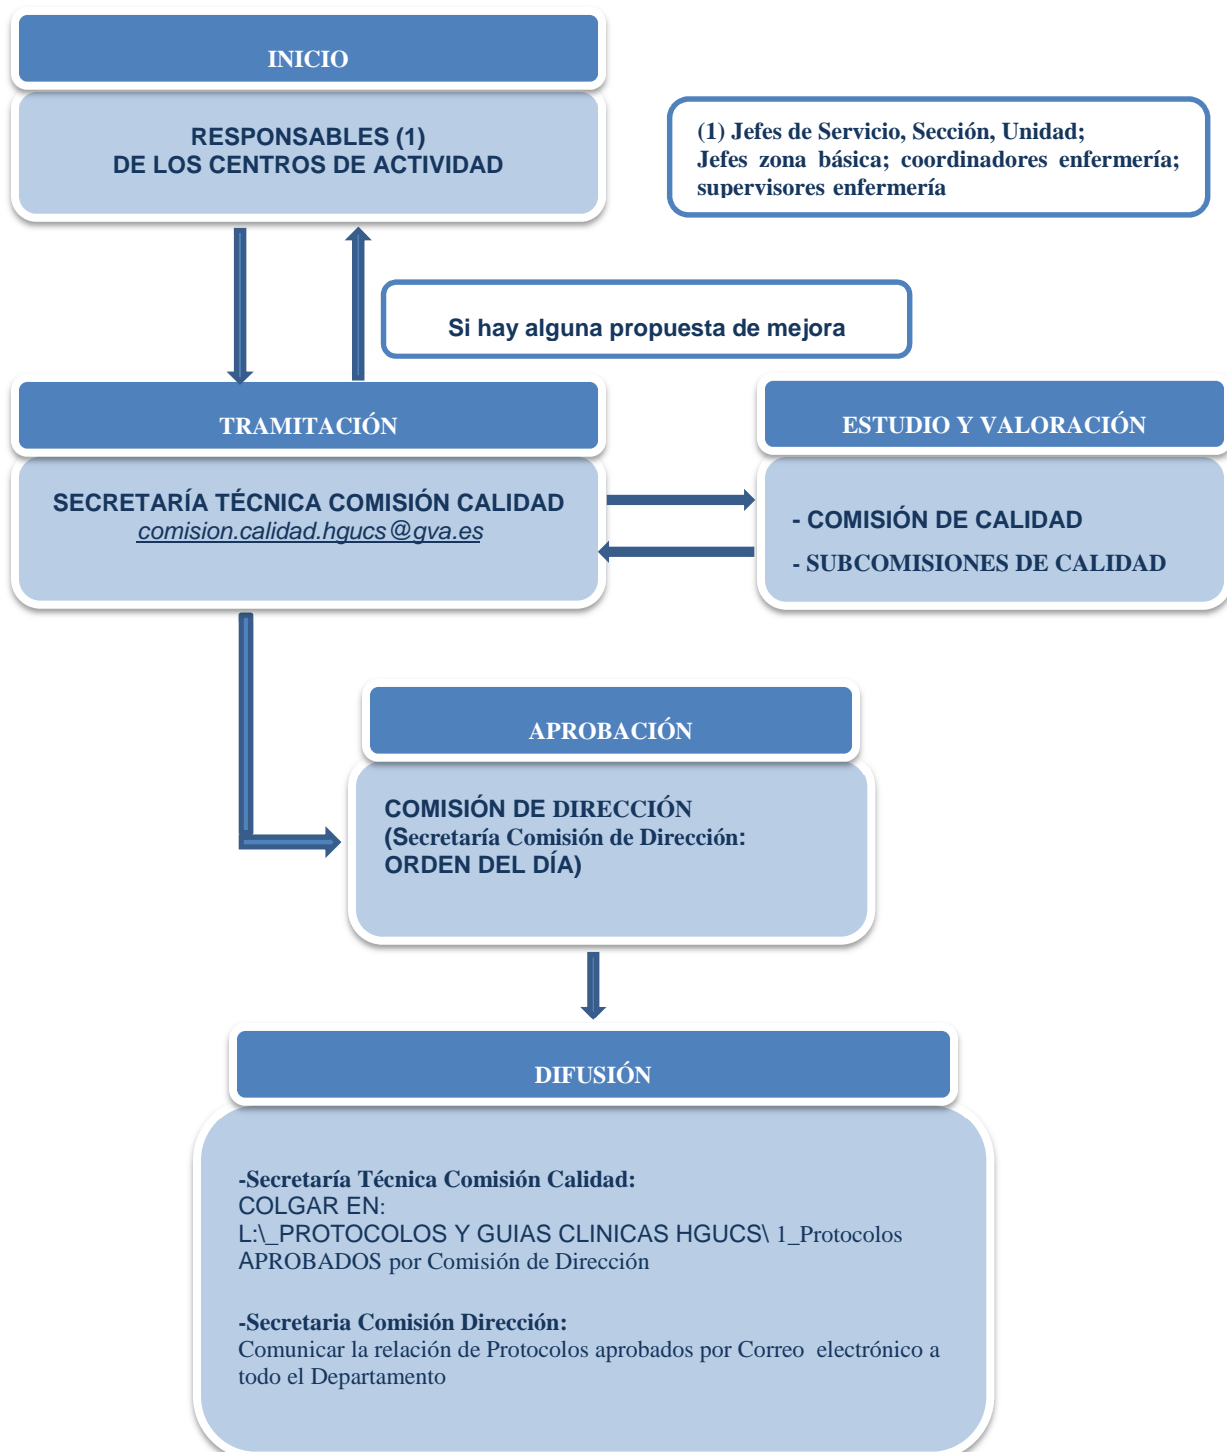 INICIO
RESPONSABLES (1)
DE LOS CENTROS DE ACTIVIDAD
(1) Jefes de Servicio, Sección, Unidad;
Jefes zona básica; coordinadores enfermería;
supervisores enfermería
Si hay alguna propuesta de mejora
TRAMITACIÓN
SECRETARÍA TÉCNICA COMISIÓN CALIDAD
comision.calidad.hgucs@gva.es
ESTUDIO Y VALORACIÓN
- COMISIÓN DE CALIDAD
- SUBCOMISIONES DE CALIDAD
APROBACIÓN
COMISIÓN DE DIRECCIÓN
(Secretaría Comisión de Dirección:
ORDEN DEL DÍA)
DIFUSIÓN
-Secretaría Técnica Comisión Calidad:
COLGAR EN:
L:\_PROTOCOLOS Y GUIAS CLINICAS HGUCS\ 1_Protocolos
APROBADOS por Comisión de Dirección
-Secretaria Comisión Dirección:
Comunicar la relación de Protocolos aprobados por Correo electrónico a
todo el Departamento